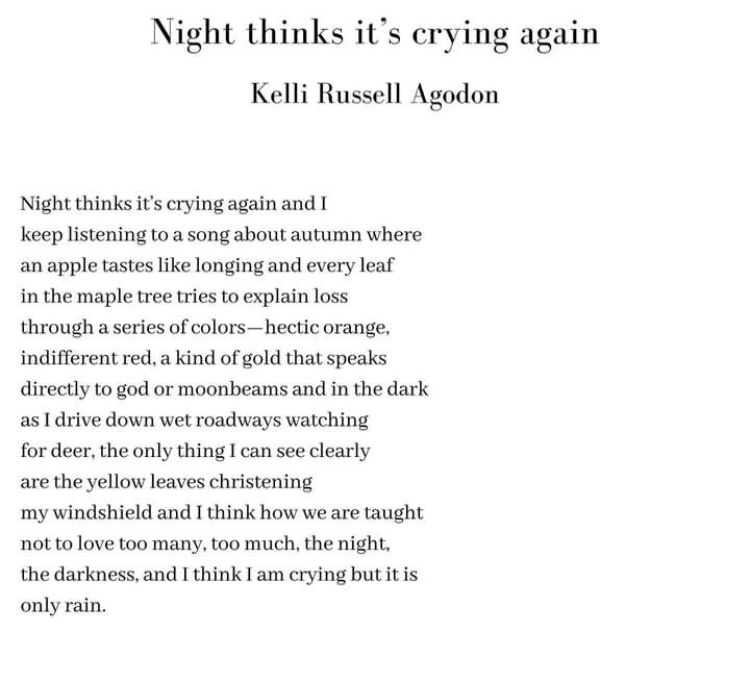 Night thinks it’s crying again
Kelli Russell Agodon
Night thinks it’s crying again and I
keep listening to a song about autumn where
an apple tastes like longing and every leaf
in the maple tree tries to explain loss
through a series of colors—hectic orange,
indifferent red, a kind of gold that speaks
directly to god or moonbeams and in the dark
as I drive down wet roadways watching
for deer, the only thing I can see clearly
are the yellow leaves christening
my windshield and I think how we are taught
not to love too many, too much, the night,
the darkness, and I think I am crying but it is
only rain.